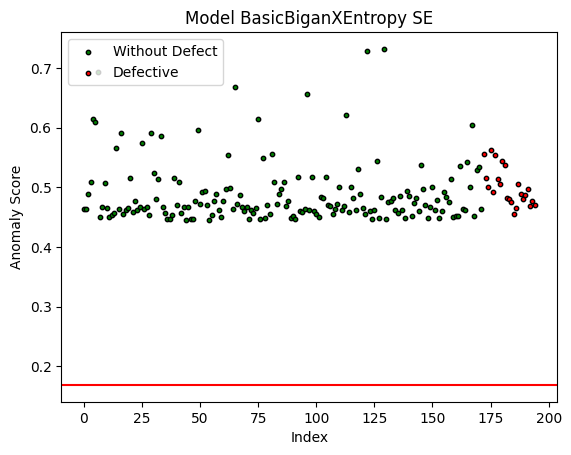 Model BasicBiganXEntropy SE
Without Defect
Defective
Anomaly Score
0.7
0.6
0.5
0.4
0.3
0.2
0 25 50 75 100 125 150 175 200
Index